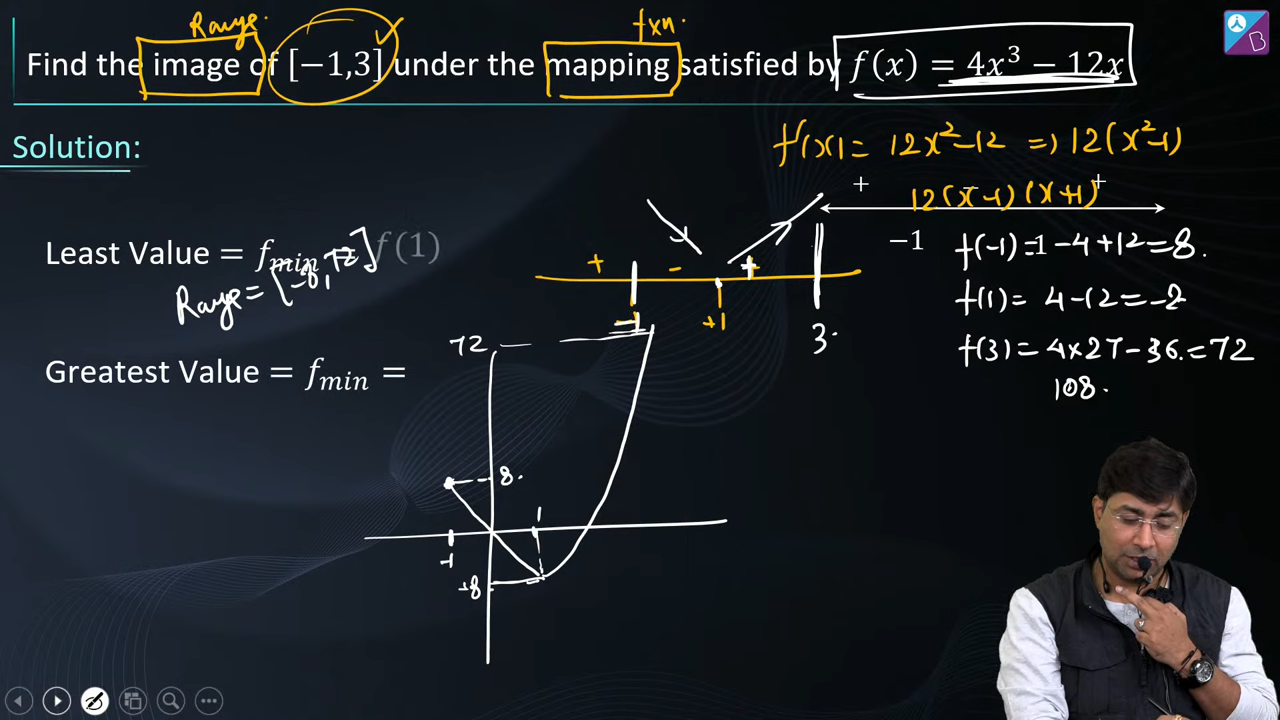 Range. fxn.
Find the image of [−1,3] under the mapping satisfied by f(x) = 4x³ − 12x
Solution:
f'(x) = 12x²−12 ⇒ 12(x²−1)
+ 12(x−1)(x+1) − +
−1 1
Least Value = f_min f(1)
Range = [−8, 72]
+ − +
−1 +1 3.
f(−1) = −4+12 = 8.
f(1) = 4−12 = −8
f(3) = 4×27−36. = 72
108.
Greatest Value = f_min =
72
8.
−1 1
−8
B